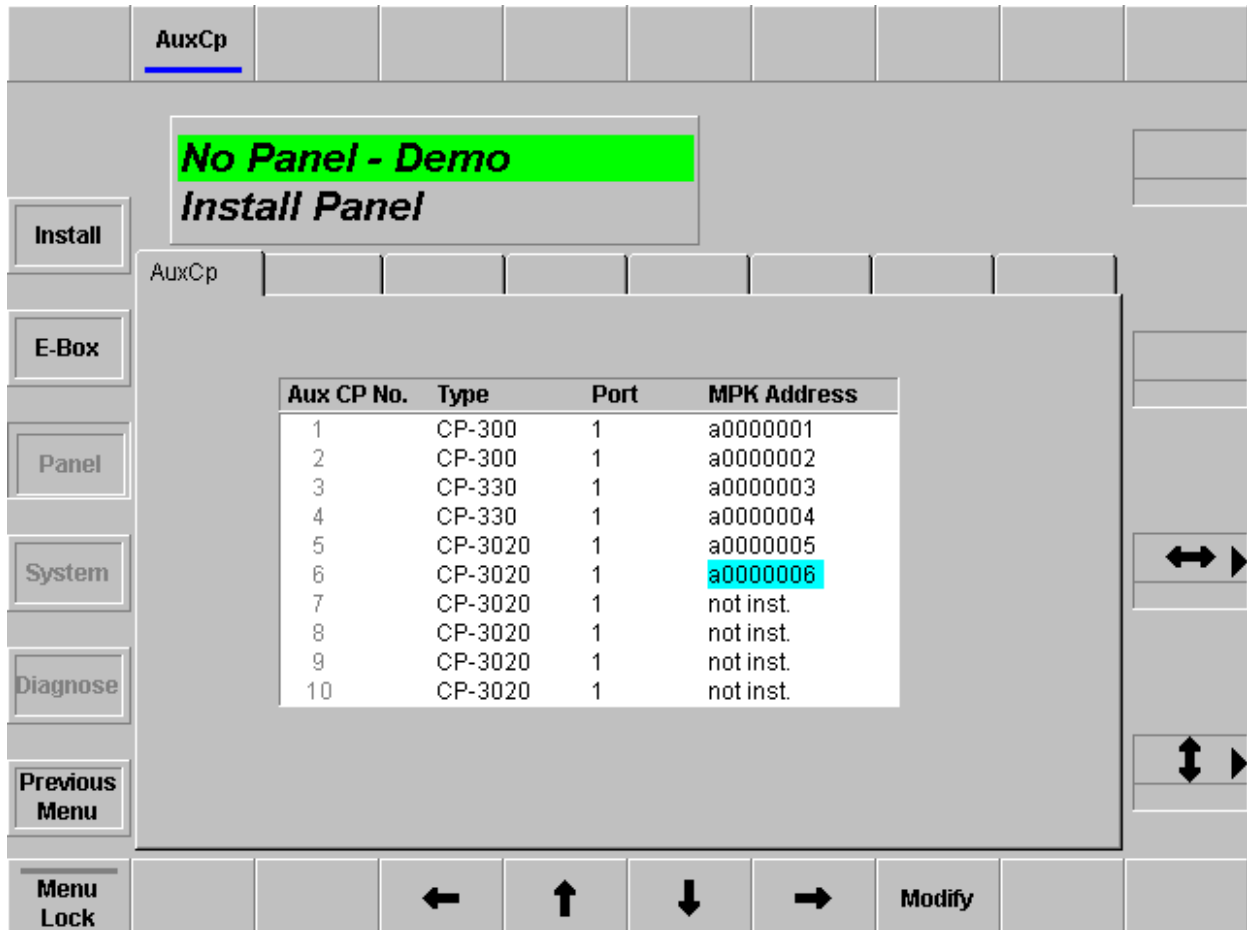 AuxCp
No Panel - Demo
Install Panel
Install
AuxCp
E-Box
Aux CP No. Type Port MPK Address
1 CP-300 1 a0000001
2 CP-300 1 a0000002
Panel
3 CP-330 1 a0000003
4 CP-330 1 a0000004
5 CP-3020 1 a0000005
System
6 CP-3020 1 a0000006
7 CP-3020 1 not inst.
8 CP-3020 1 not inst.
9 CP-3020 1 not inst.
Diagnose
10 CP-3020 1 not inst.
Previous
Menu
Menu
Lock
Modify